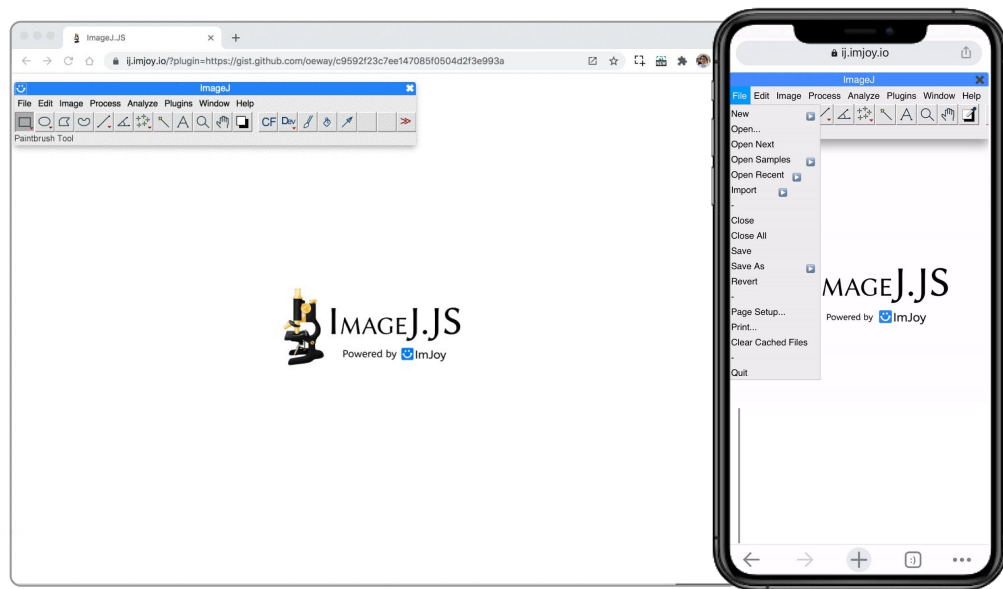 ImageJ.JS
ij.imjoy.io/?plugin=https://gist.github.com/oeway/c9592f23c7ee147085f0504d2f3e993a
ImageJ
File Edit Image Process Analyze Plugins Window Help
A CF Dev
Paintbrush Tool
IMAGEJ.JS
Powered by ImJoy
ij.imjoy.io
ImageJ
File Edit Image Process Analyze Plugins Window Help
A
New
Open...
Open Next
Open Samples
Open Recent
Import
-
Close
Close All
Save
Save As
Revert
-
Page Setup...
Print...
Clear Cached Files
-
Quit
MAGEJ.JS
Powered by ImJoy
:)